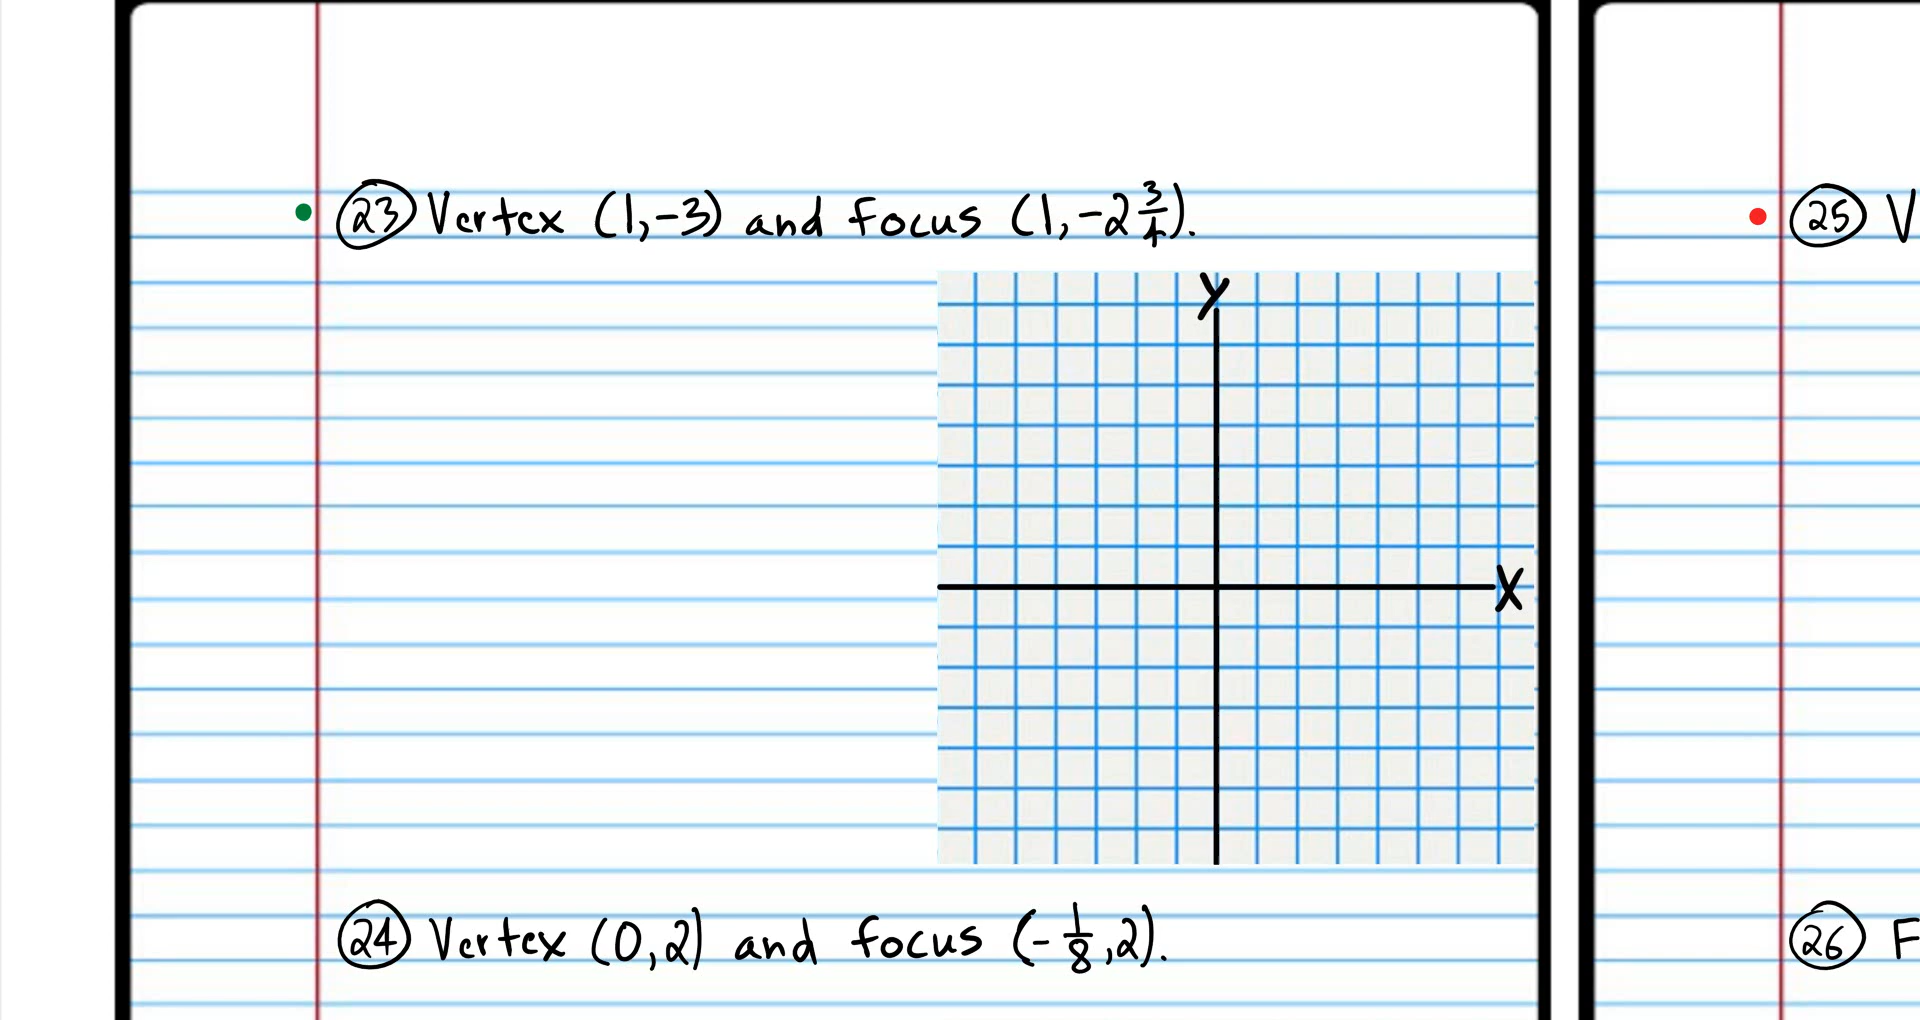 (23) Vertex (1,-3) and focus (1,-2 3/4).
(25) V
Y
X
(24) Vertex (0,2) and focus (-1/8,2).
(26) F